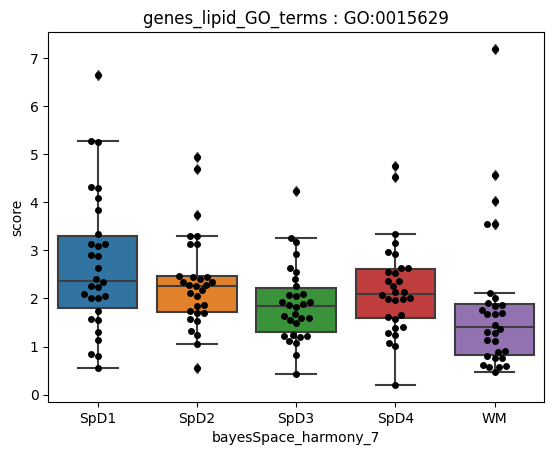 genes_lipid_GO_terms : GO:0015629
7
6
5
4
3
2
1
0
score
SpD1 SpD2 SpD3 SpD4 WM
bayesSpace_harmony_7